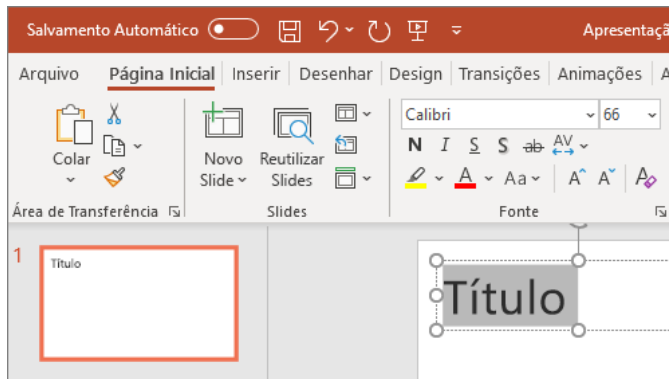 Salvamento Automático Apresentaçã
Arquivo Página Inicial Inserir Desenhar Design Transições Animações A
Calibri 66
N I S S ab AV
Colar Novo Slide Reutilizar Slides A Aa A A A
Área de Transferência Slides Fonte
1
Título
Título